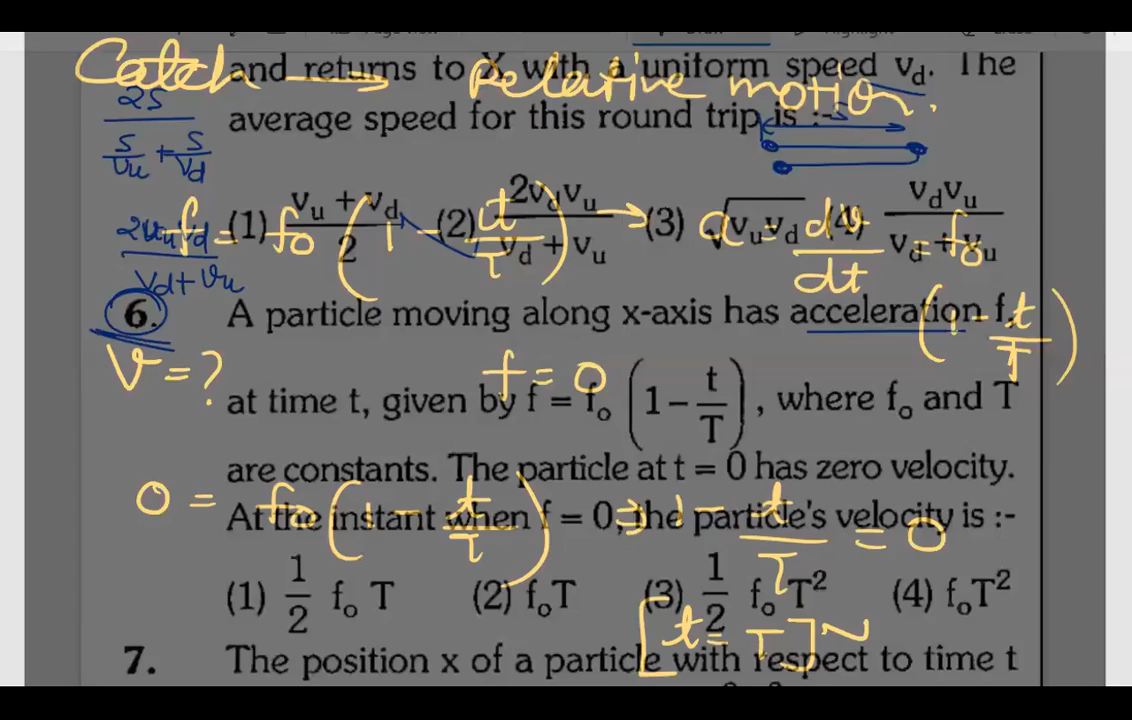 Catch → Relative motion.
and returns to X with a uniform speed v_d. The
average speed for this round trip is :-
2S
S/v_u + S/v_d
S
2v_u v_d / v_d + v_u
(1) v_u + v_d / 2 (2) 2v_d v_u / v_d + v_u (3) √v_u v_d (4) v_d v_u / v_d + v_u
f = f_0 (1 - t/T) → a = dv/dt = f_0 (1 - t/T)
6. A particle moving along x-axis has acceleration f,
v = ? f = 0
at time t, given by f = f_o (1 - t/T), where f_o and T
are constants. The particle at t = 0 has zero velocity.
0 = f_0 (1 - t/T) ⇒ 1 - t/T = 0
At the instant when f = 0, the particle's velocity is :-
(1) 1/2 f_o T (2) f_o T (3) 1/2 f_o T² (4) f_o T²
[t = T]
7. The position x of a particle with respect to time t